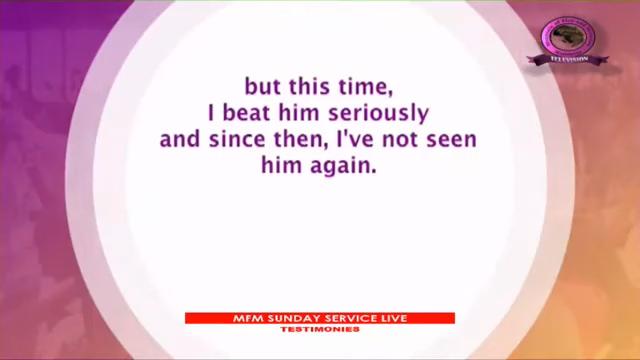 but this time,
I beat him seriously
and since then, I've not seen
him again.
TELEVISION
MFM SUNDAY SERVICE LIVE
TESTIMONIES